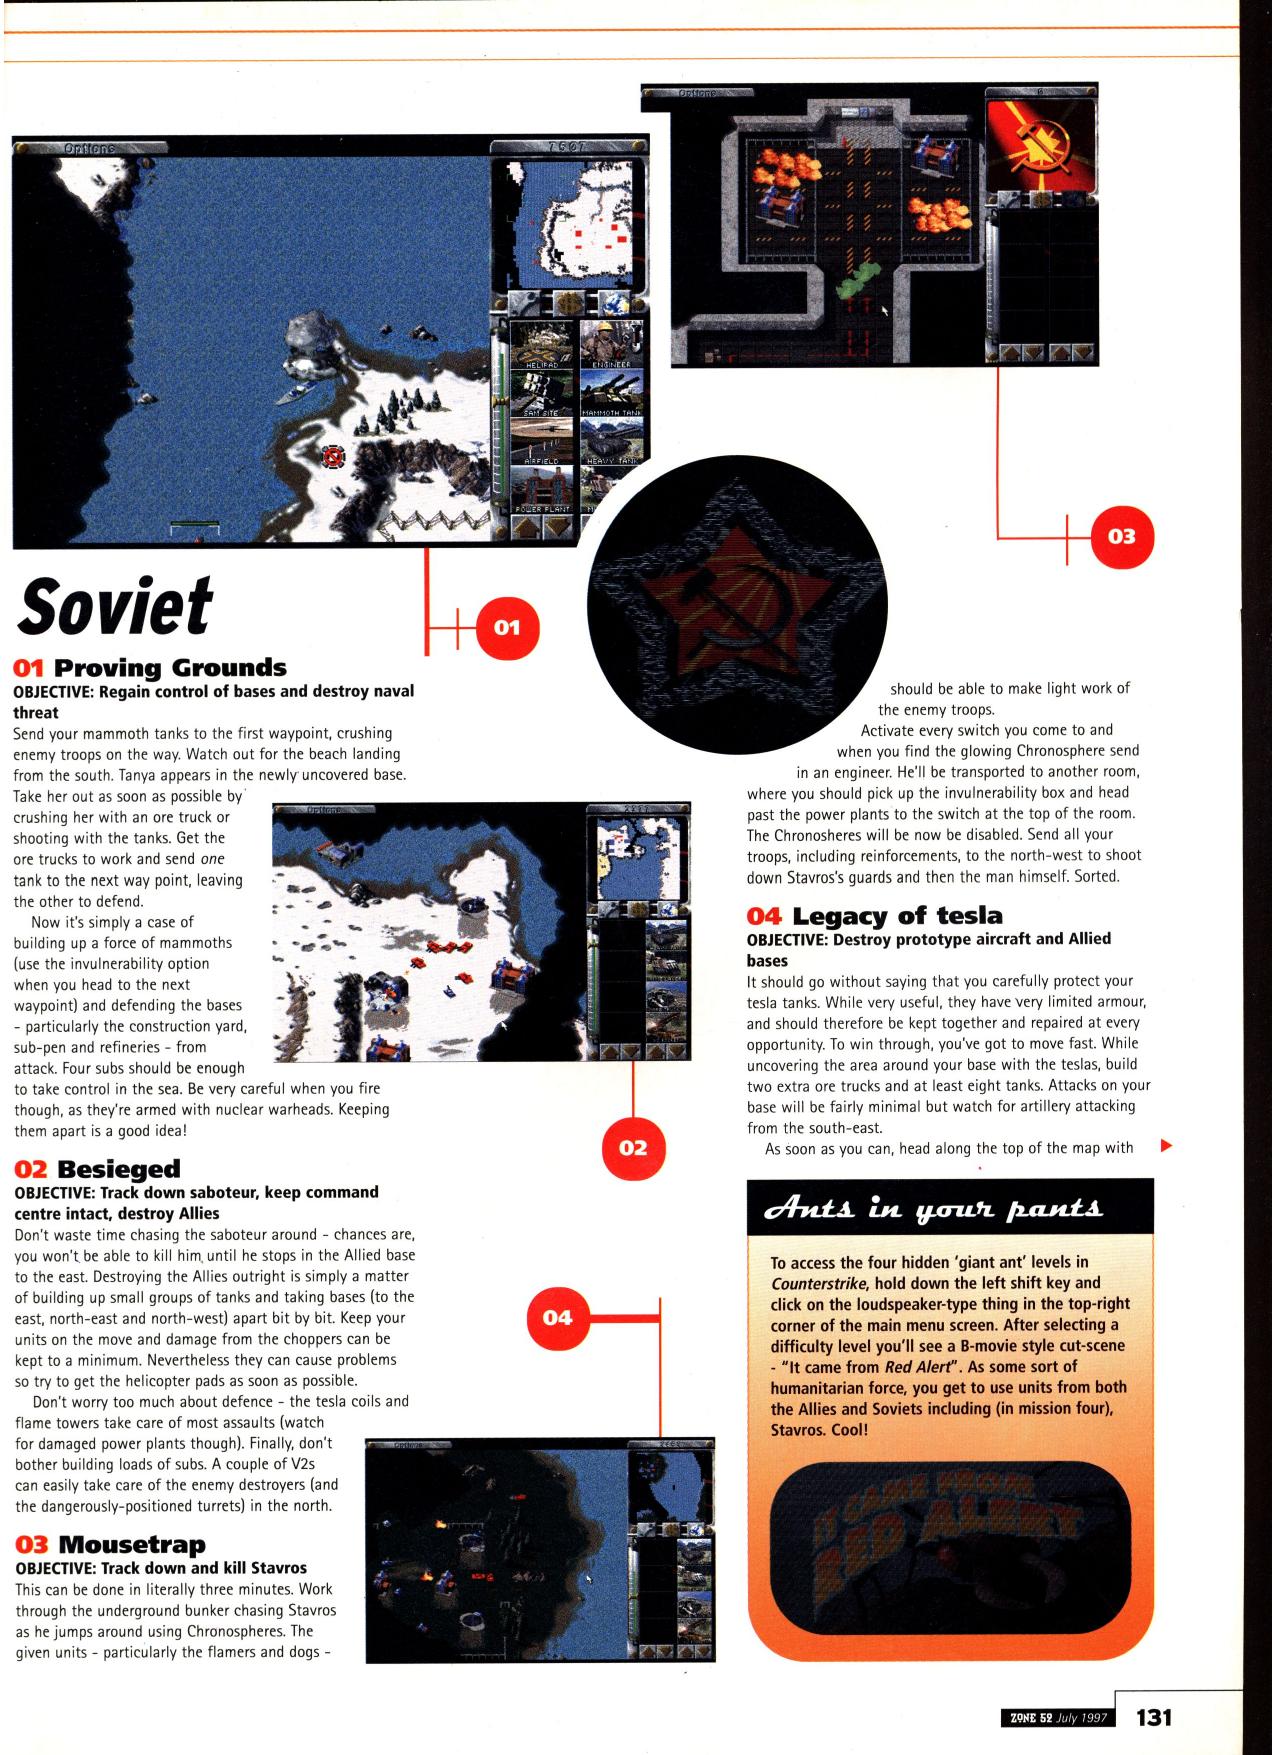 Options
7607
HELIPAD
ENGINEER
SAM SITE
MAMMOTH TANK
AIRFIELD
HEAVY TANK
POWER PLANT
Options
6
03
01
Soviet
01 Proving Grounds
OBJECTIVE: Regain control of bases and destroy naval
threat
Send your mammoth tanks to the first waypoint, crushing
enemy troops on the way. Watch out for the beach landing
from the south. Tanya appears in the newly uncovered base.
Take her out as soon as possible by
crushing her with an ore truck or
shooting with the tanks. Get the
ore trucks to work and send one
tank to the next way point, leaving
the other to defend.
Now it's simply a case of
building up a force of mammoths
(use the invulnerability option
when you head to the next
waypoint) and defending the bases
- particularly the construction yard,
sub-pen and refineries - from
attack. Four subs should be enough
to take control in the sea. Be very careful when you fire
though, as they're armed with nuclear warheads. Keeping
them apart is a good idea!
Options
02
02 Besieged
OBJECTIVE: Track down saboteur, keep command
centre intact, destroy Allies
Don't waste time chasing the saboteur around - chances are,
you won't be able to kill him until he stops in the Allied base
to the east. Destroying the Allies outright is simply a matter
of building up small groups of tanks and taking bases (to the
east, north-east and north-west) apart bit by bit. Keep your
units on the move and damage from the choppers can be
kept to a minimum. Nevertheless they can cause problems
so try to get the helicopter pads as soon as possible.
Don't worry too much about defence - the tesla coils and
flame towers take care of most assaults (watch
for damaged power plants though). Finally, don't
bother building loads of subs. A couple of V2s
can easily take care of the enemy destroyers (and
the dangerously-positioned turrets) in the north.
04
Options
03 Mousetrap
OBJECTIVE: Track down and kill Stavros
This can be done in literally three minutes. Work
through the underground bunker chasing Stavros
as he jumps around using Chronospheres. The
given units - particularly the flamers and dogs -
should be able to make light work of
the enemy troops.
Activate every switch you come to and
when you find the glowing Chronosphere send
in an engineer. He'll be transported to another room,
where you should pick up the invulnerability box and head
past the power plants to the switch at the top of the room.
The Chronosheres will be now be disabled. Send all your
troops, including reinforcements, to the north-west to shoot
down Stavros's guards and then the man himself. Sorted.
04 Legacy of tesla
OBJECTIVE: Destroy prototype aircraft and Allied
bases
It should go without saying that you carefully protect your
tesla tanks. While very useful, they have very limited armour,
and should therefore be kept together and repaired at every
opportunity. To win through, you've got to move fast. While
uncovering the area around your base with the teslas, build
two extra ore trucks and at least eight tanks. Attacks on your
base will be fairly minimal but watch for artillery attacking
from the south-east.
As soon as you can, head along the top of the map with
Ants in your pants
To access the four hidden 'giant ant' levels in
Counterstrike, hold down the left shift key and
click on the loudspeaker-type thing in the top-right
corner of the main menu screen. After selecting a
difficulty level you'll see a B-movie style cut-scene
- "It came from Red Alert". As some sort of
humanitarian force, you get to use units from both
the Allies and Soviets including (in mission four),
Stavros. Cool!
IT CAME FROM
RED ALERT
ZONE 52 July 1997
131